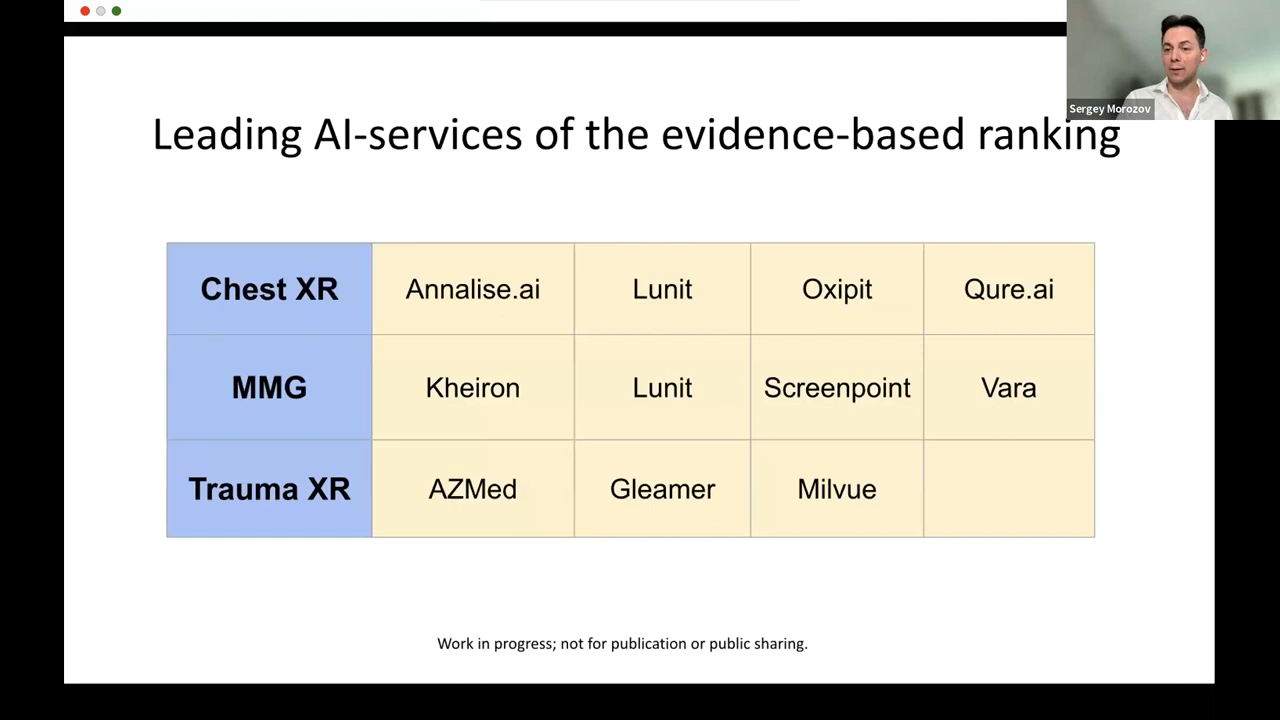 Sergey Morozov
Leading AI-services of the evidence-based ranking
Chest XR Annalise.ai Lunit Oxipit Qure.ai
MMG Kheiron Lunit Screenpoint Vara
Trauma XR AZMed Gleamer Milvue
Work in progress; not for publication or public sharing.